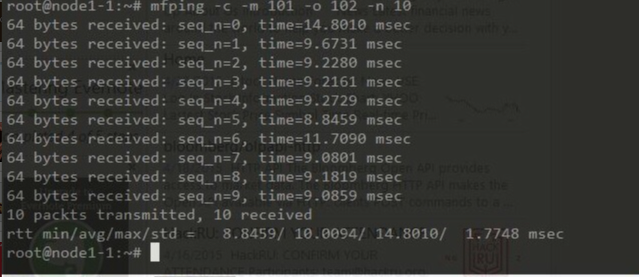 root@node1-1:~# mfping -c -m 101 -o 102 -n 10
64 bytes received: seq_n=0, time=14.8010 msec
64 bytes received: seq_n=1, time=9.6731 msec
64 bytes received: seq_n=2, time=9.2280 msec
64 bytes received: seq_n=3, time=9.2161 msec
64 bytes received: seq_n=4, time=9.2729 msec
64 bytes received: seq_n=5, time=8.8459 msec
64 bytes received: seq_n=6, time=11.7090 msec
64 bytes received: seq_n=7, time=9.0801 msec
64 bytes received: seq_n=8, time=9.1819 msec
64 bytes received: seq_n=9, time=9.0859 msec
10 packts transmitted, 10 received
rtt min/avg/max/std = 8.8459/ 10.0094/ 14.8010/ 1.7748 msec
root@node1-1:~#